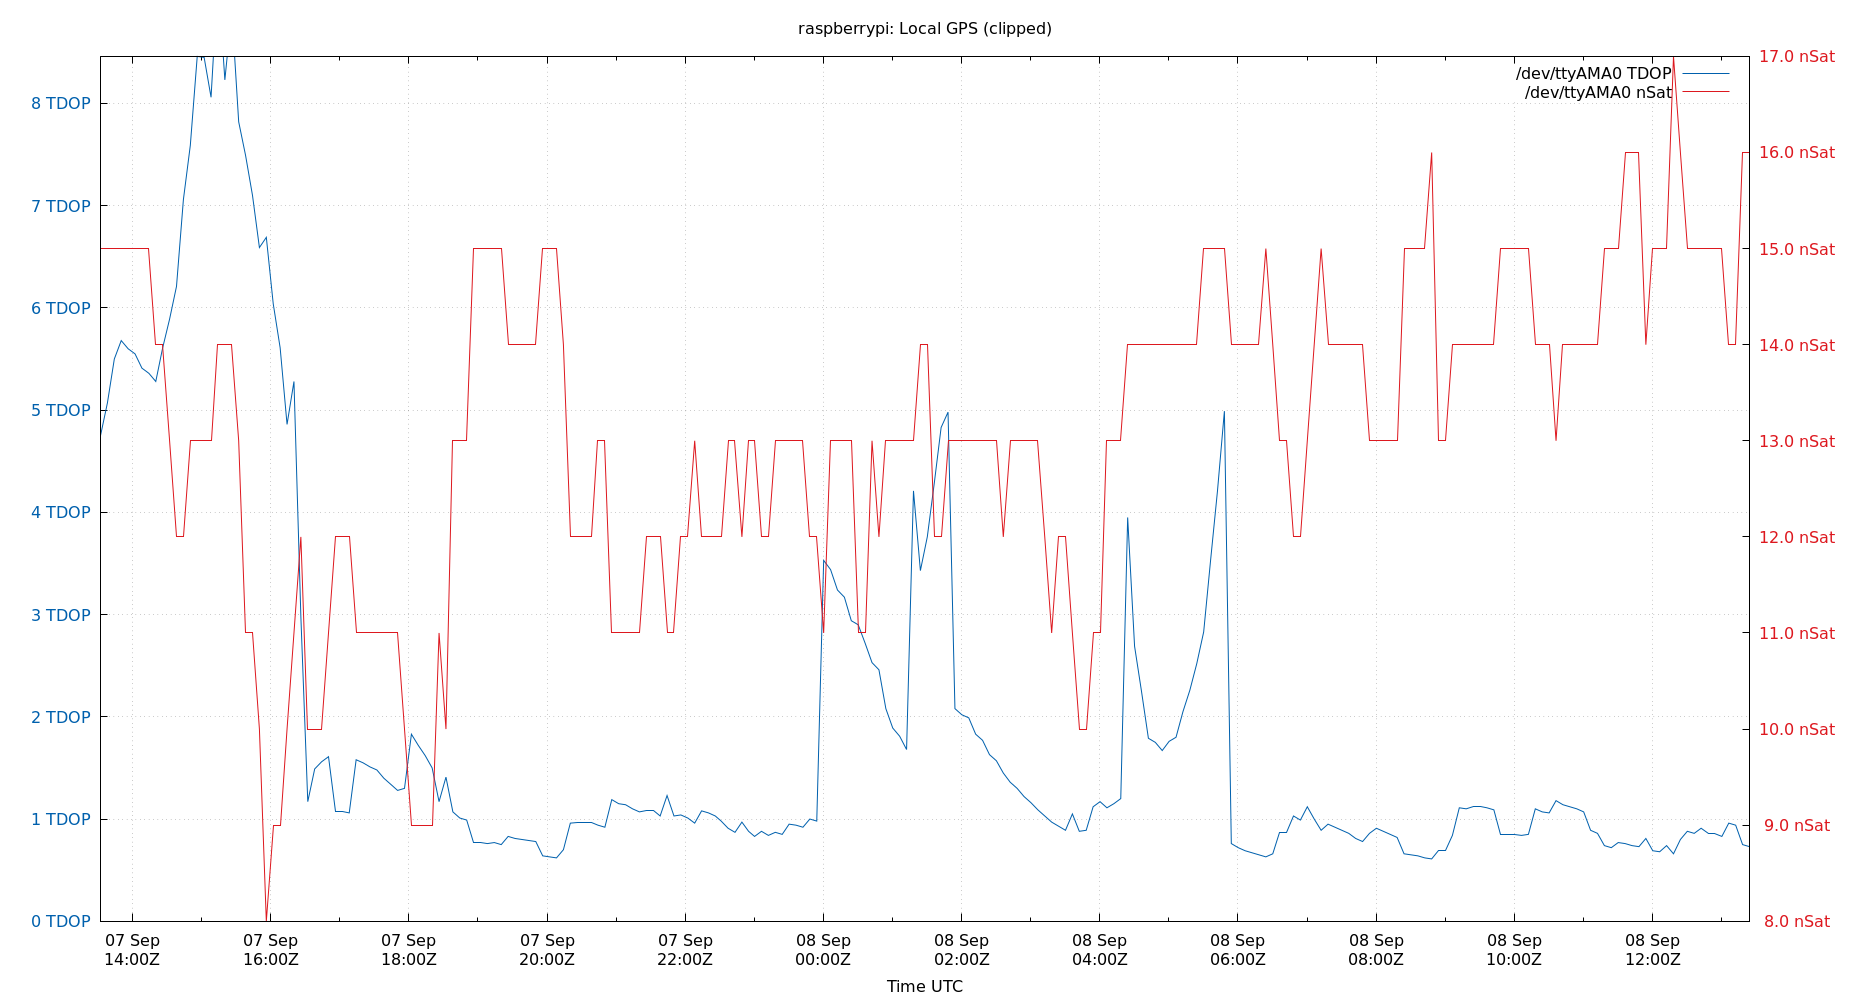 raspberrypi: Local GPS (clipped)
/dev/ttyAMA0 TDOP
/dev/ttyAMA0 nSat
8 TDOP
7 TDOP
6 TDOP
5 TDOP
4 TDOP
3 TDOP
2 TDOP
1 TDOP
0 TDOP
17.0 nSat
16.0 nSat
15.0 nSat
14.0 nSat
13.0 nSat
12.0 nSat
11.0 nSat
10.0 nSat
9.0 nSat
8.0 nSat
07 Sep 07 Sep 07 Sep 07 Sep 07 Sep 08 Sep 08 Sep 08 Sep 08 Sep 08 Sep 08 Sep 08 Sep
14:00Z 16:00Z 18:00Z 20:00Z 22:00Z 00:00Z 02:00Z 04:00Z 06:00Z 08:00Z 10:00Z 12:00Z
Time UTC